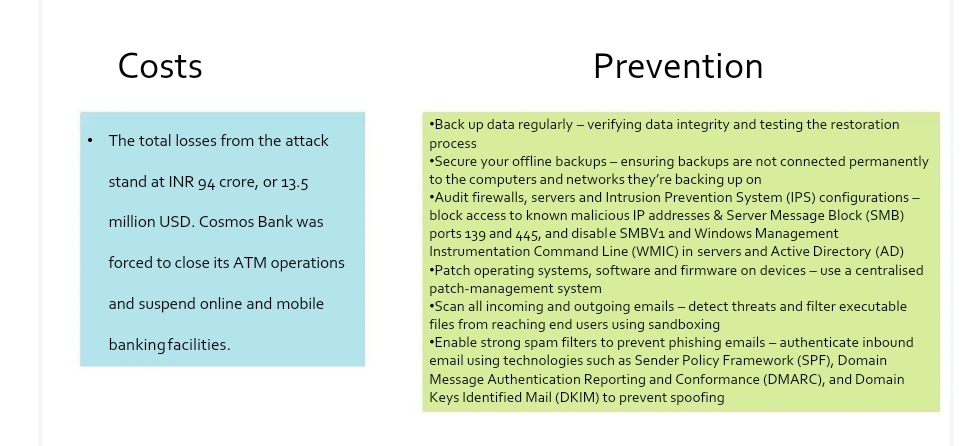 Costs
Prevention
• The total losses from the attack
stand at INR 94 crore, or 13.5
million USD. Cosmos Bank was
forced to close its ATM operations
and suspend online and mobile
banking facilities.
•Back up data regularly – verifying data integrity and testing the restoration
process
•Secure your offline backups – ensuring backups are not connected permanently
to the computers and networks they're backing up on
•Audit firewalls, servers and Intrusion Prevention System (IPS) configurations –
block access to known malicious IP addresses & Server Message Block (SMB)
ports 139 and 445, and disable SMBV1 and Windows Management
Instrumentation Command Line (WMIC) in servers and Active Directory (AD)
•Patch operating systems, software and firmware on devices – use a centralised
patch-management system
•Scan all incoming and outgoing emails – detect threats and filter executable
files from reaching end users using sandboxing
•Enable strong spam filters to prevent phishing emails – authenticate inbound
email using technologies such as Sender Policy Framework (SPF), Domain
Message Authentication Reporting and Conformance (DMARC), and Domain
Keys Identified Mail (DKIM) to prevent spoofing